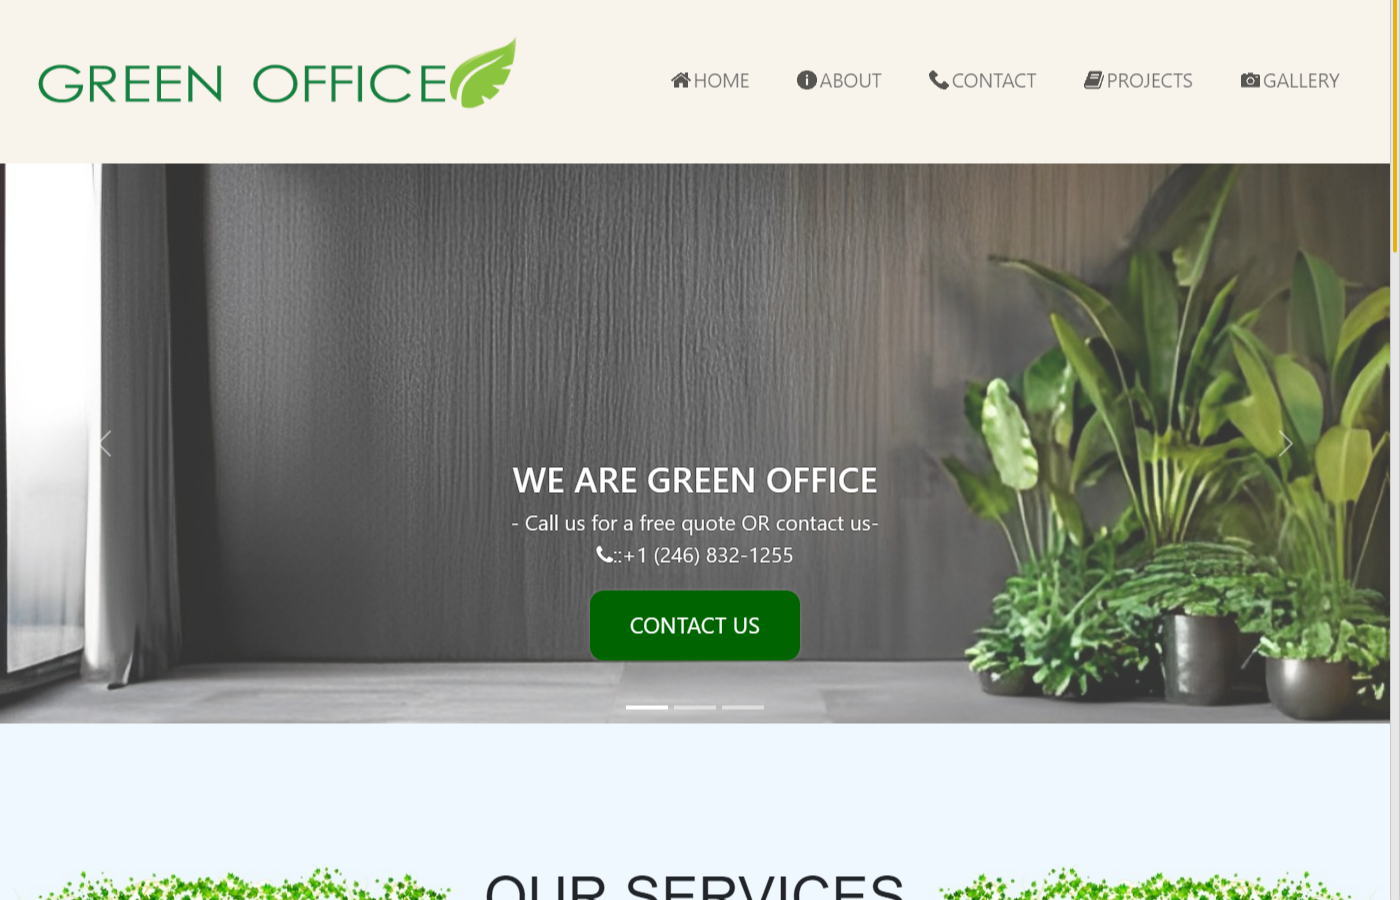 GREEN OFFICE
HOME
ABOUT
CONTACT
PROJECTS
GALLERY
WE ARE GREEN OFFICE
- Call us for a free quote OR contact us-
::+1 (246) 832-1255
CONTACT US
OUR SERVICES